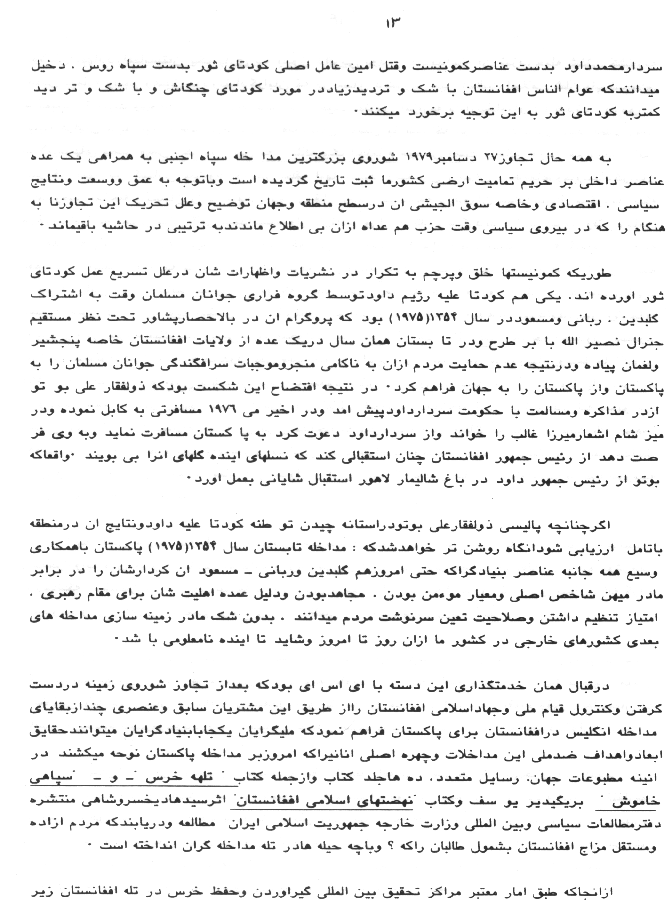 ۱۳
سردارمحمدداود بدست عناصرکمونیست وقتل امین عامل اصلی کودتای ثور بدست سپاه روس . دخیل
میدانندکه عوام الناس افغانستان با شک و تردیدزیاددر مورد کودتای چنگاش و با شک و تر دید
کمتربه کودتای ثور به این توجیه برخورد میکنند۰
به همه حال تجاوز۲۷ دسامبر۱۹۷۹ شوروی بزرگترین مدا خله سپاه اجنبی به همراهی یک عده
عناصر داخلی بر حریم تمامیت ارضی کشورما ثبت تاریخ گردیده است وباتوجه به عمق ووسعت ونتایج
سیاسی . اقتصادی وخاصه سوق الجیشی ان درسطح منطقه وجهان توضیح وعلل تحریک این تجاوزنا به
هنگام را که در بیروی سیاسی وقت حزب هم عداه ازان بی اطلاع ماندندبه ترتیبی در حاشیه باقیماند۰
طوریکه کمونیستها خلق وپرچم به تکرار در نشریات واظهارات شان درعلل تسریع عمل کودتای
ثور اورده اند. یکی هم کودتا علیه رژیم داودتوسط گروه فراری جوانان مسلمان وقت به اشتراک
گلبدین . ربانی ومسعوددر سال ۱۳۵۴(۱۹۷۵) بود که پروگرام ان در بالاحصارپشاور تحت نظر مستقیم
جنرال نصیر الله با بر طرح ودر تا بستان همان سال دریک عده از ولایات افغانستان خاصه پنجشیر
ولغمان پیاده ودرنتیجه عدم حمایت مردم ازان به ناکامی منجروموجبات سرافگندگی جوانان مسلمان را به
پاکستان واز پاکستان را به جهان فراهم کرد۰ در نتیجه افتضاح این شکست بودکه ذولفقار علی بو تو
ازدر مذاکره ومسالمت با حکومت سردارداودپیش امد ودر اخیر می ۱۹۷۶ مسافرتی به کابل نموده ودر
میز شام اشعارمیرزا غالب را خواند واز سردارداود دعوت کرد به پا کستان مسافرت نماید وبه وی فر
صت دهد از رئیس جمهور افغانستان چنان استقبالی کند که نسلهای اینده گلهای انرا بی بویند ۰واقعاکه
بوتو از رئیس جمهور داود در باغ شالیمار لاهور استقبال شایانی بعمل اورد۰
اگرچنانچه پالیسی ذولفقارعلی بوتودراستانه چیدن تو طئه کودتا علیه داودونتایج ان درمنطقه
باتامل ارزیابی شودانگاه روشن تر خواهدشدکه : مداخله تابستان سال ۱۳۵۴(۱۹۷۵) پاکستان باهمکاری
وسیع همه جانبه عناصر بنیادگراکه حتی امروزهم گلبدین وربانی ـ مسعود ان کردارشان را در برابر
مادر میهن شاخص اصلی ومعیار موءمن بودن . مجاهدبودن ودلیل عمده اهلیت شان برای مقام رهبری .
امتیاز تنظیم داشتن وصلاحیت تعین سرنوشت مردم میدانند . بدون شک مادر زمینه سازی مداخله های
بعدی کشورهای خارجی در کشور ما ازان روز تا امروز وشاید تا اینده نامعلومی با شد۰
درقبال همان خدمتگذاری این دسته با ای اس ای بودکه بعداز تجاوز شوروی زمینه دردست
گرفتن وکنترول قیام ملی وجهاداسلامی افغانستان رااز طریق این مشتریان سابق وعنصری چندازبقایای
مداخله انگلیس درافغانستان برای پاکستان فراهم نمودکه ملیگرایان یکجابابنیادگرایان میتوانندحقایق
ابعادواهداف ضدملی این مداخلات وچهره اصلی انانیراکه امروزبر مداخله پاکستان نوحه میکشند در
ائینه مطبوعات جهان. رسایل متعدد. ده هاجلد کتاب وازجمله کتاب " تلهه خرس "ـ و ـ "سپاهی
خاموش " بریگیدیر یو سف وکتاب "نهضتهای اسلامی افغانستان" اثرسیدهادیخسروشاهی منتشره
دفترمطالعات سیاسی وبین المللی وزارت خارجه جمهوریت اسلامی ایران مطالعه ودریابندکه مردم ازاده
ومستقل مزاج افغانستان بشمول طالبان راکه ؟ وباچه حیله هادر تله مداخله گران انداخته است ۰
ازانجاکه طبق امار معتبر مراکز تحقیق بین المللی گیراوردن وحفظ خرس در تله افغانستان زیر